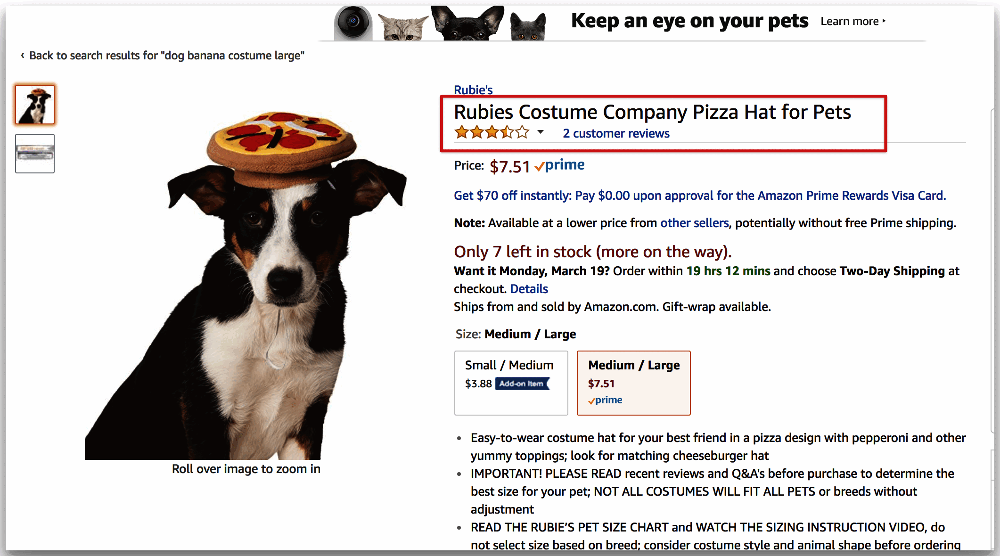 Keep an eye on your pets Learn more ▸
‹ Back to search results for "dog banana costume large"
Rubie's
Rubies Costume Company Pizza Hat for Pets
2 customer reviews
Price: $7.51 prime
Get $70 off instantly: Pay $0.00 upon approval for the Amazon Prime Rewards Visa Card.
Note: Available at a lower price from other sellers, potentially without free Prime shipping.
Only 7 left in stock (more on the way).
Want it Monday, March 19? Order within 19 hrs 12 mins and choose Two-Day Shipping at
checkout. Details
Ships from and sold by Amazon.com. Gift-wrap available.
Size: Medium / Large
Small / Medium
$3.88 Add-on Item
Medium / Large
$7.51
prime
• Easy-to-wear costume hat for your best friend in a pizza design with pepperoni and other
yummy toppings; look for matching cheeseburger hat
• IMPORTANT! PLEASE READ recent reviews and Q&A's before purchase to determine the
best size for your pet; NOT ALL COSTUMES WILL FIT ALL PETS or breeds without
adjustment
• READ THE RUBIE’S PET SIZE CHART and WATCH THE SIZING INSTRUCTION VIDEO, do
not select size based on breed; consider costume style and animal shape before ordering
Roll over image to zoom in